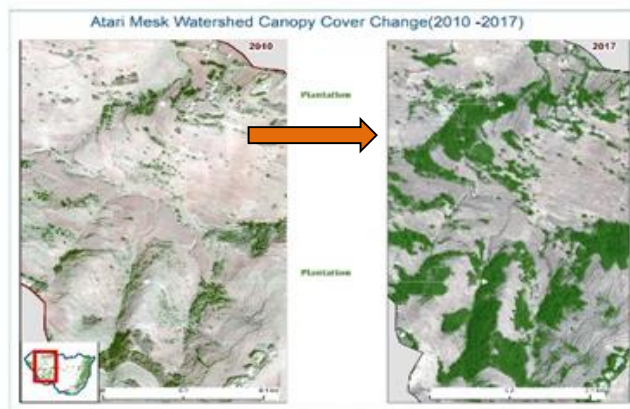 Atari Mesk Watershed Canopy Cover Change(2010 -2017)
2010
2017
Plantation
Plantation